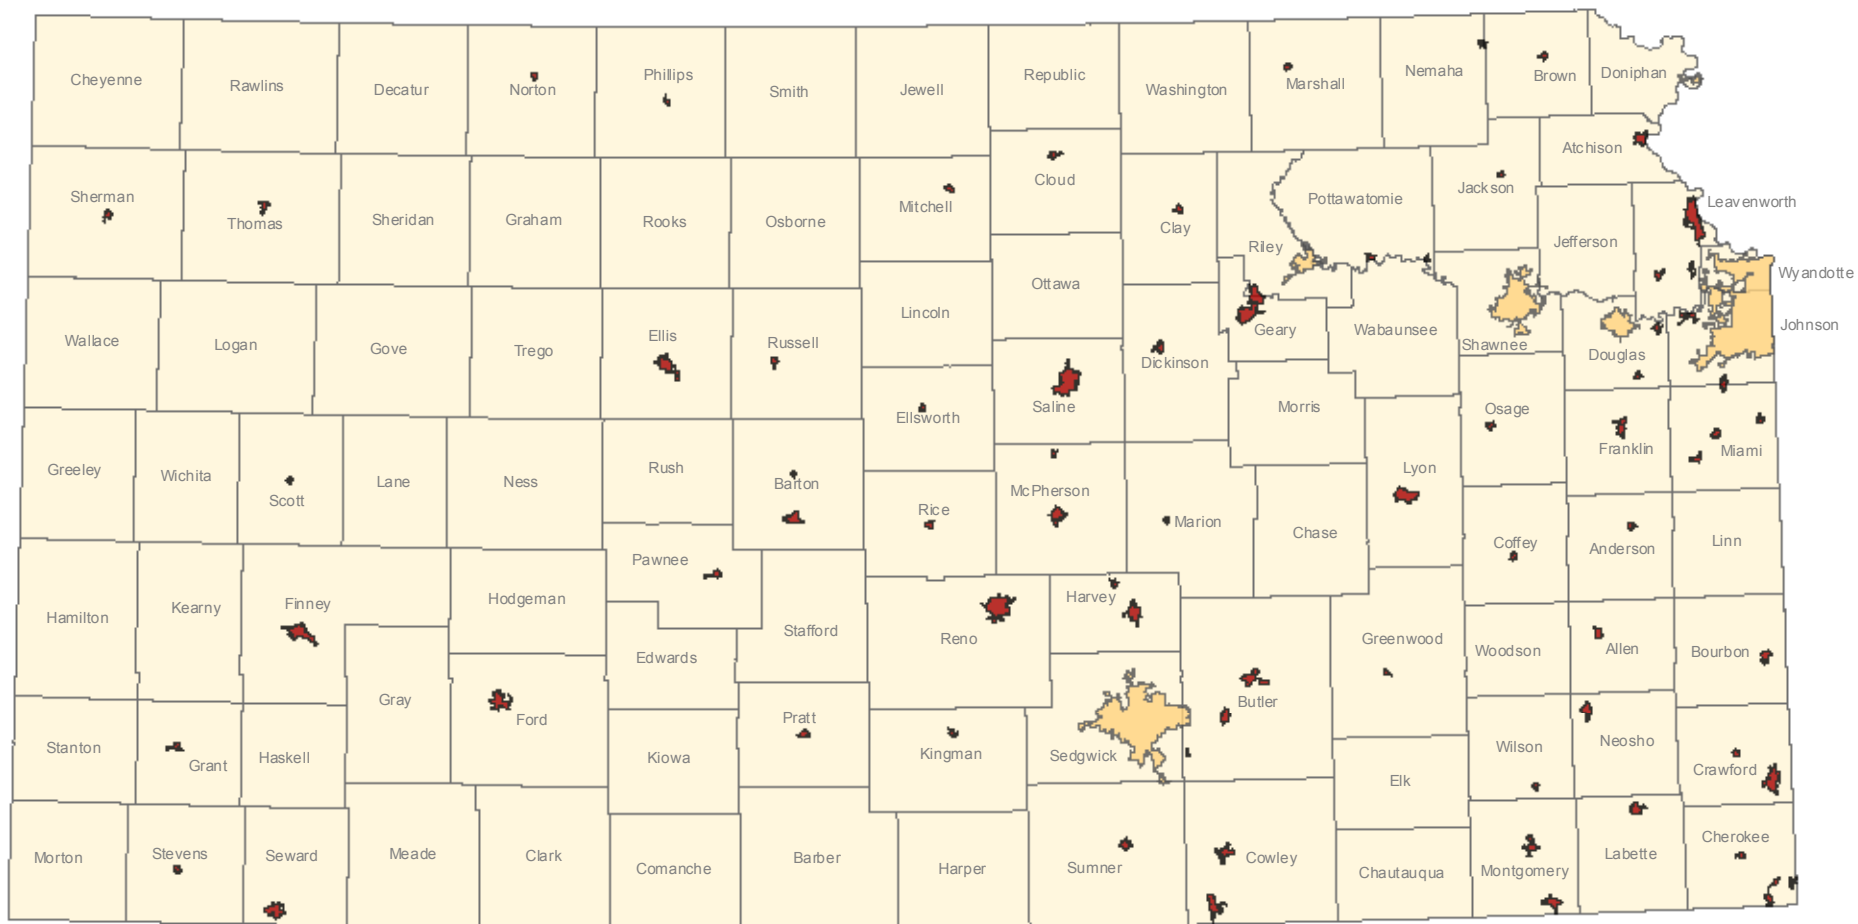 Cheyenne
Rawlins
Decatur
Norton
Phillips
Smith
Jewell
Republic
Washington
Marshall
Nemaha
Brown
Doniphan
Sherman
Thomas
Sheridan
Graham
Rooks
Osborne
Mitchell
Cloud
Clay
Riley
Pottawatomie
Jackson
Atchison
Jefferson
Leavenworth
Wyandotte
Johnson
Wallace
Logan
Gove
Trego
Ellis
Russell
Lincoln
Ottawa
Dickinson
Geary
Wabaunsee
Shawnee
Douglas
Ellsworth
Saline
Morris
Osage
Franklin
Miami
Greeley
Wichita
Scott
Lane
Ness
Rush
Barton
Rice
McPherson
Marion
Chase
Lyon
Coffey
Anderson
Linn
Hamilton
Kearny
Finney
Hodgeman
Pawnee
Stafford
Edwards
Reno
Harvey
Greenwood
Woodson
Allen
Bourbon
Stanton
Grant
Haskell
Gray
Ford
Kiowa
Pratt
Kingman
Sedgwick
Butler
Elk
Wilson
Neosho
Crawford
Morton
Stevens
Seward
Meade
Clark
Comanche
Barber
Harper
Sumner
Cowley
Chautauqua
Montgomery
Labette
Cherokee